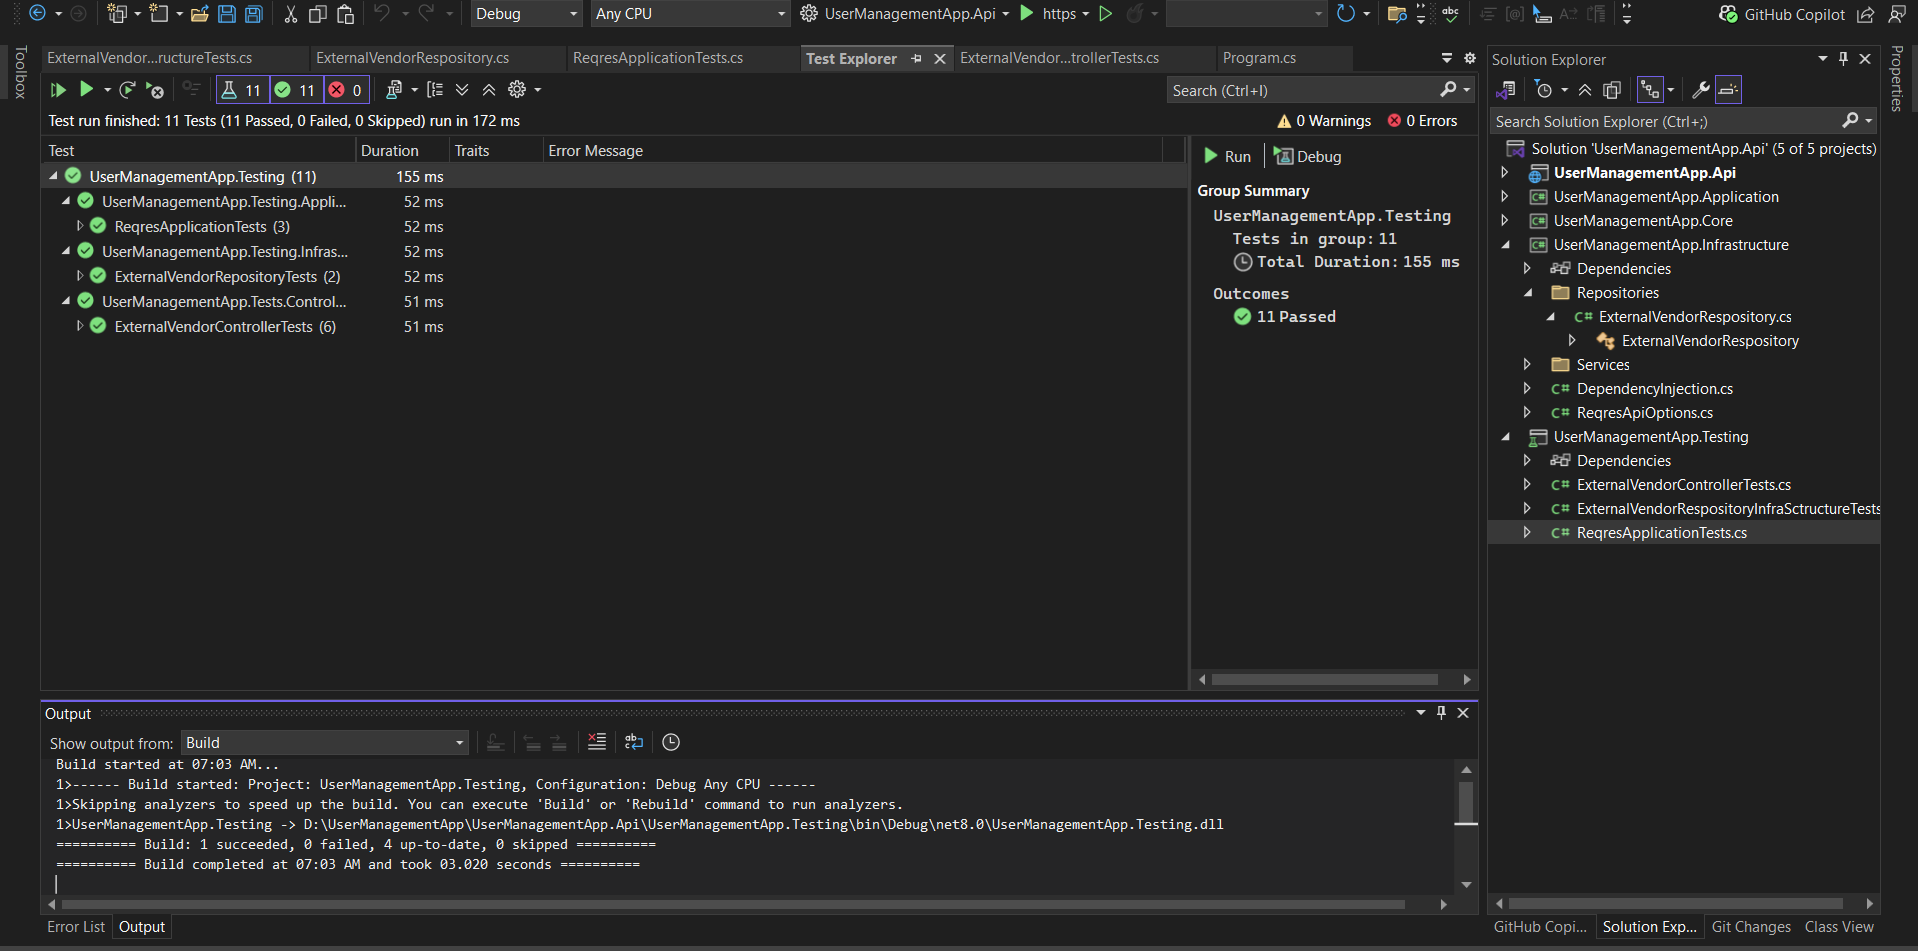 Debug
Any CPU
UserManagementApp.Api
https
GitHub Copilot
Toolbox
ExternalVendor...ructureTests.cs
ExternalVendorRespository.cs
ReqresApplicationTests.cs
Test Explorer
ExternalVendor...trollerTests.cs
Program.cs
11
11
0
Search (Ctrl+I)
Test run finished: 11 Tests (11 Passed, 0 Failed, 0 Skipped) run in 172 ms
0 Warnings
0 Errors
Test
Duration
Traits
Error Message
UserManagementApp.Testing (11)
155 ms
UserManagementApp.Testing.Appli...
52 ms
ReqresApplicationTests (3)
52 ms
UserManagementApp.Testing.Infras...
52 ms
ExternalVendorRepositoryTests (2)
52 ms
UserManagementApp.Tests.Control...
51 ms
ExternalVendorControllerTests (6)
51 ms
Run
Debug
Group Summary
UserManagementApp.Testing
Tests in group: 11
Total Duration: 155 ms
Outcomes
11 Passed
Output
Show output from:
Build
Build started at 07:03 AM...
1>------ Build started: Project: UserManagementApp.Testing, Configuration: Debug Any CPU ------
1>Skipping analyzers to speed up the build. You can execute 'Build' or 'Rebuild' command to run analyzers.
1>UserManagementApp.Testing -> D:\UserManagementApp\UserManagementApp.Api\UserManagementApp.Testing\bin\Debug\net8.0\UserManagementApp.Testing.dll
========== Build: 1 succeeded, 0 failed, 4 up-to-date, 0 skipped ==========
========== Build completed at 07:03 AM and took 03.020 seconds ==========
Error List
Output
Solution Explorer
Search Solution Explorer (Ctrl+;)
Solution 'UserManagementApp.Api' (5 of 5 projects)
UserManagementApp.Api
UserManagementApp.Application
UserManagementApp.Core
UserManagementApp.Infrastructure
Dependencies
Repositories
C# ExternalVendorRespository.cs
ExternalVendorRespository
Services
C# DependencyInjection.cs
C# ReqresApiOptions.cs
UserManagementApp.Testing
Dependencies
C# ExternalVendorControllerTests.cs
C# ExternalVendorRespositoryInfraSctructureTests
C# ReqresApplicationTests.cs
GitHub Copi...
Solution Exp...
Git Changes
Class View
Properties